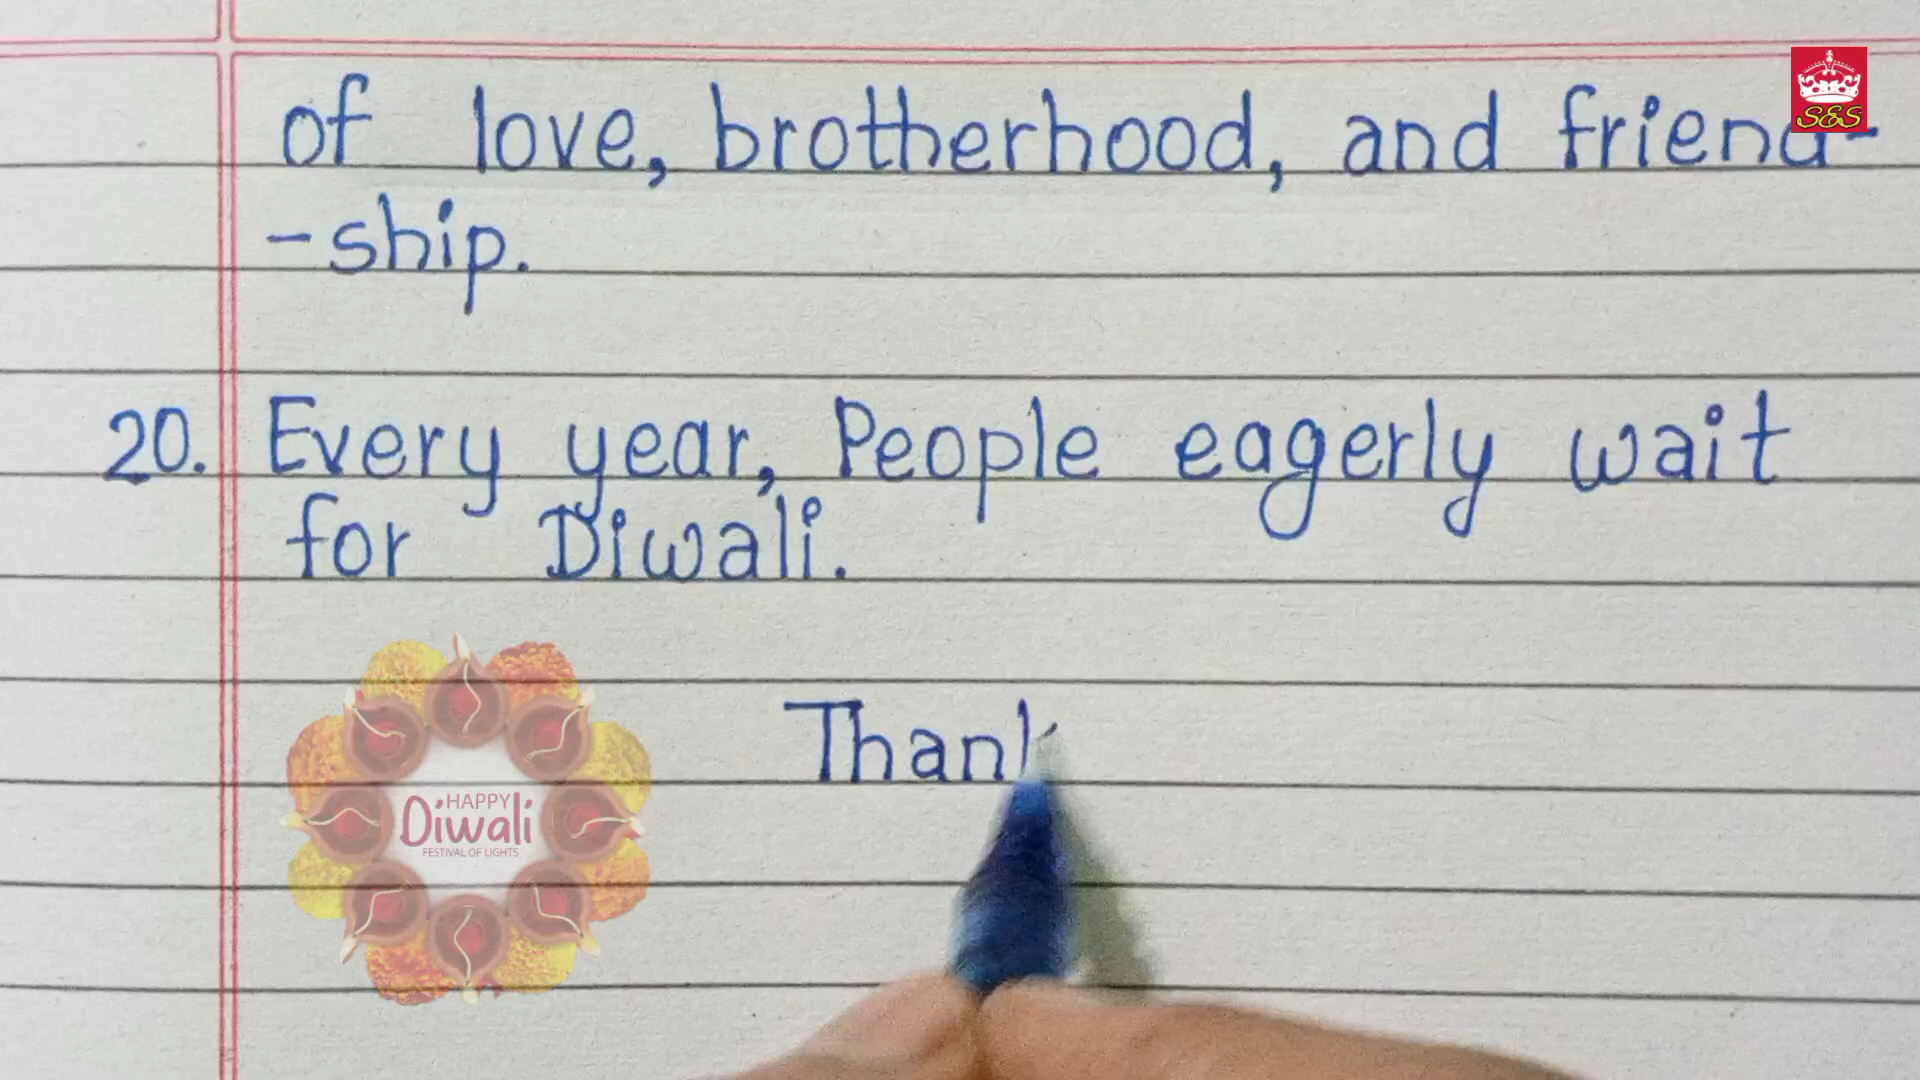 of love, brotherhood, and friend-
-ship.
20. Every year, People eagerly wait
for Diwali.
Thank
HAPPY
Diwali
FESTIVAL OF LIGHTS
S&S